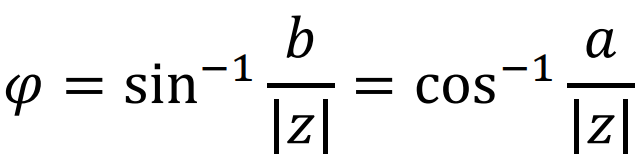 φ = sin⁻¹ b/|z| = cos⁻¹ a/|z|